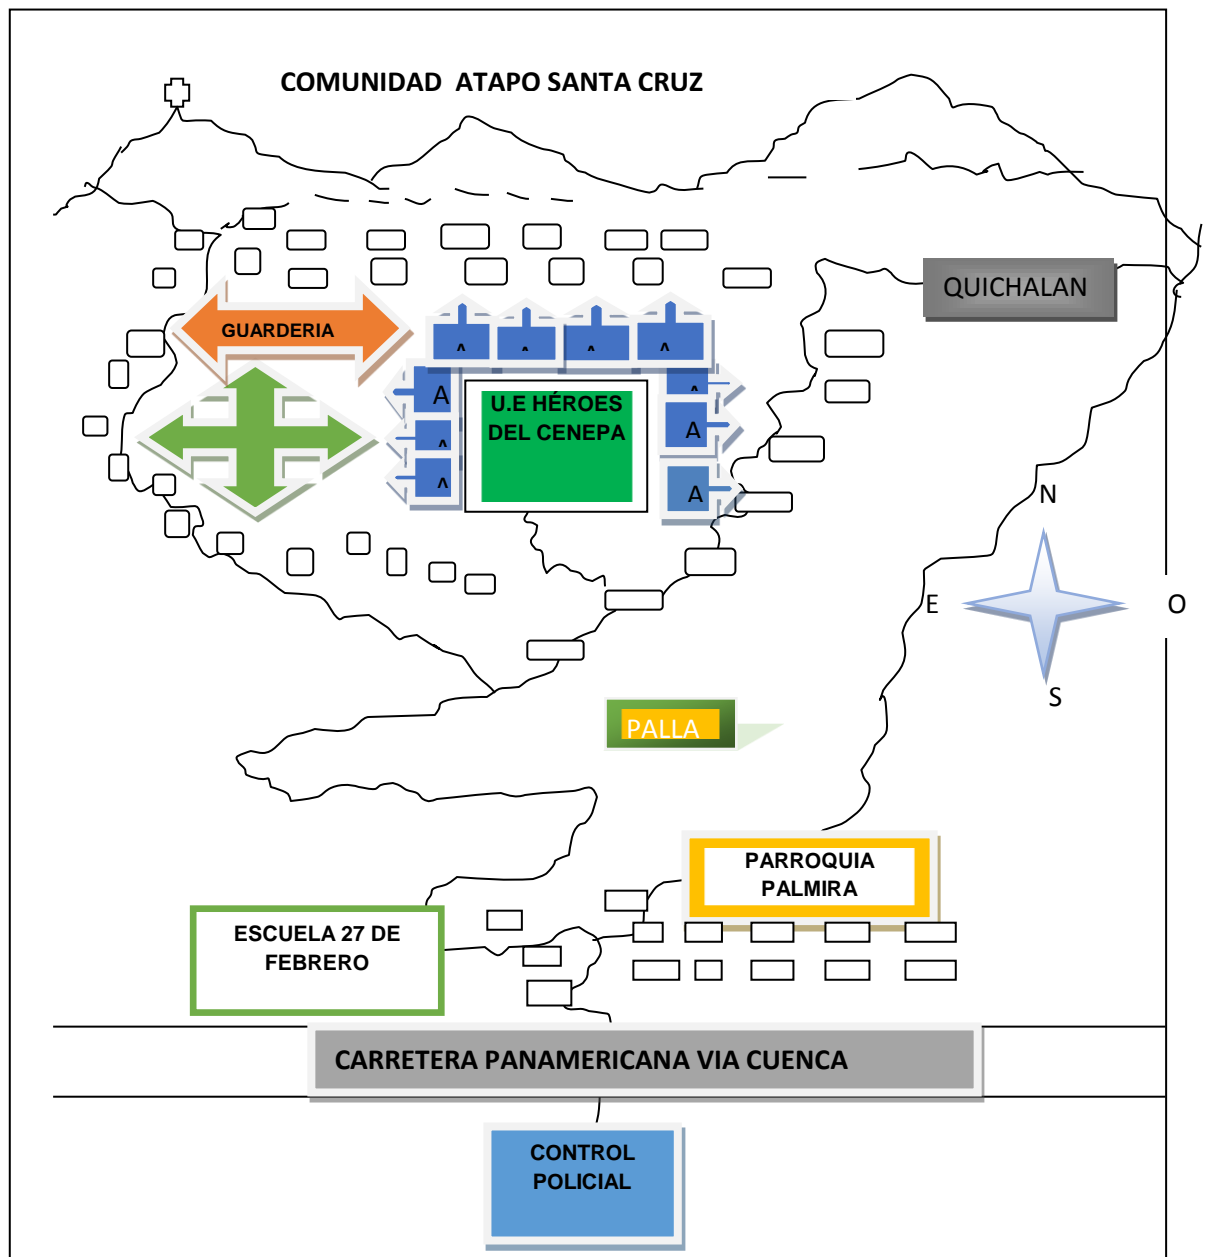 COMUNIDAD  ATAPO SANTA CRUZ
QUICHALAN
GUARDERIA
A
A
A
A
A
A
A
A
A
A
U.E HÉROES
DEL CENEPA
N
E
O
S
PALLA
PARROQUIA
PALMIRA
ESCUELA 27 DE
FEBRERO
CARRETERA PANAMERICANA VIA CUENCA
CONTROL
POLICIAL